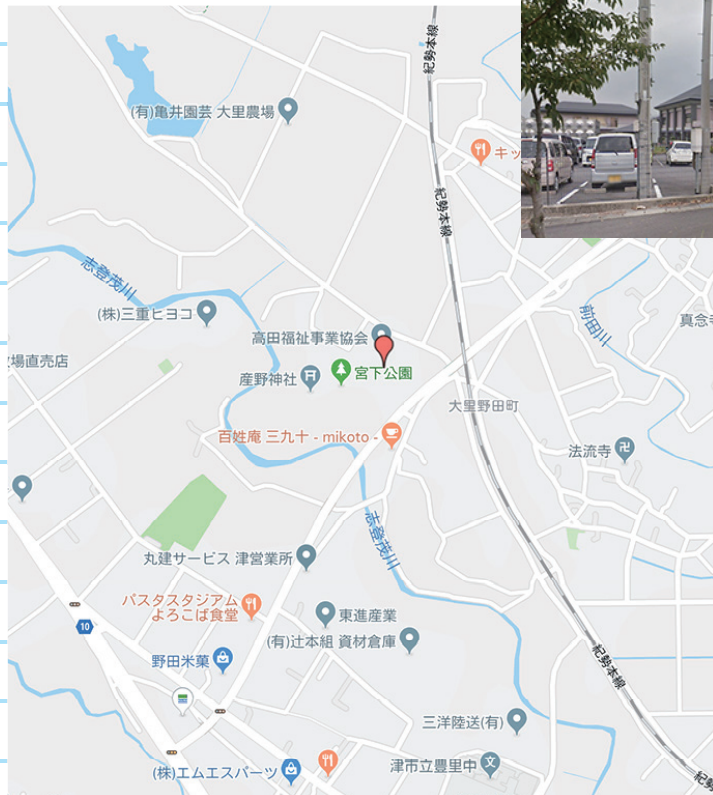 紀勢本線
(有)亀井園芸 大里農場
キッ
紀勢本線
志登茂川
(株)三重ヒヨコ
前田川
真念寺
高田福祉事業協会
場直売店
産野神社
宮下公園
大里野田町
百姓庵 三九十 - mikoto -
法流寺
志登茂川
丸建サービス 津営業所
パスタスタジアム
よろこば食堂
東進産業
10
(有)辻本組 資材倉庫
野田米菓
紀勢本線
三洋陸送(有)
津市立豊里中
(株)エムエスパーツ
紀勢